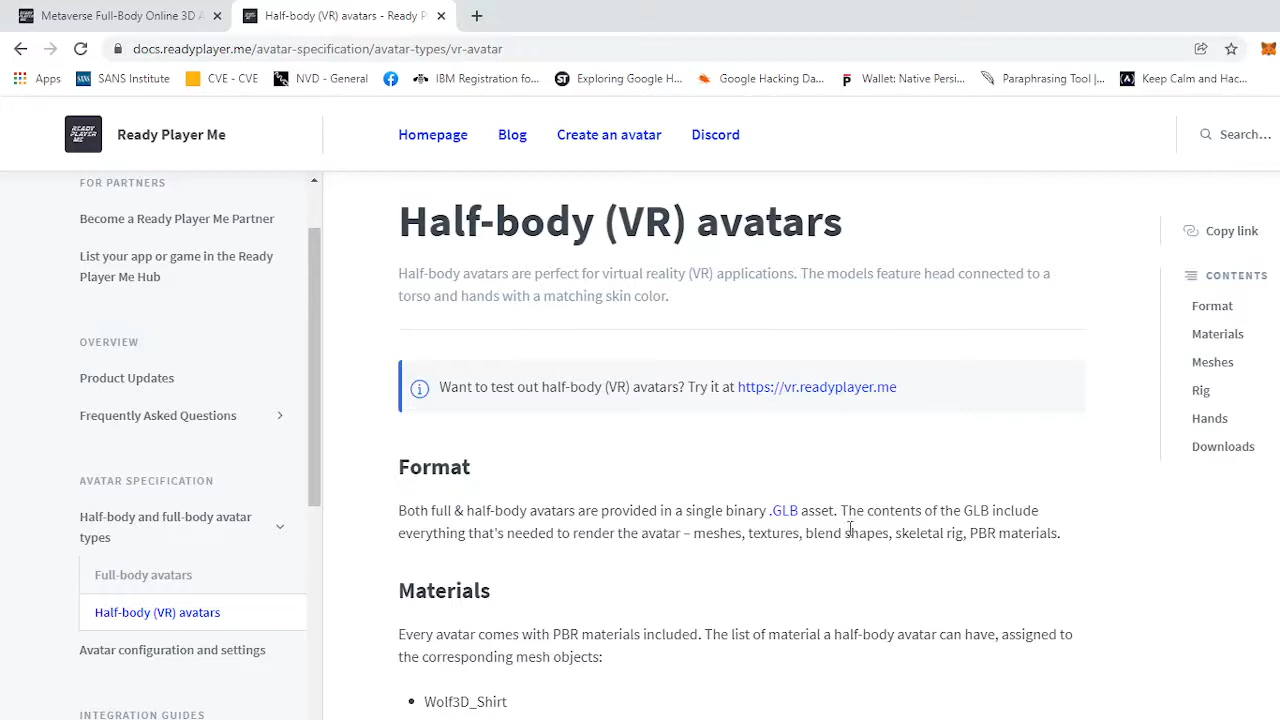 Metaverse Full-Body Online 3D A
Half-body (VR) avatars - Ready P
docs.readyplayer.me/avatar-specification/avatar-types/vr-avatar
Apps
SANS Institute
CVE - CVE
NVD - General
IBM Registration fo...
Exploring Google H...
Google Hacking Da...
Wallet: Native Persi...
Paraphrasing Tool |...
Keep Calm and Hac...
READY PLAYER ME
Ready Player Me
Homepage
Blog
Create an avatar
Discord
Search...
FOR PARTNERS
Become a Ready Player Me Partner
List your app or game in the Ready
Player Me Hub
OVERVIEW
Product Updates
Frequently Asked Questions
AVATAR SPECIFICATION
Half-body and full-body avatar
types
Full-body avatars
Half-body (VR) avatars
Avatar configuration and settings
INTEGRATION GUIDES
Half-body (VR) avatars
Half-body avatars are perfect for virtual reality (VR) applications. The models feature head connected to a
torso and hands with a matching skin color.
Want to test out half-body (VR) avatars? Try it at https://vr.readyplayer.me
Format
Both full & half-body avatars are provided in a single binary .GLB asset. The contents of the GLB include
everything that's needed to render the avatar – meshes, textures, blend shapes, skeletal rig, PBR materials.
Materials
Every avatar comes with PBR materials included. The list of material a half-body avatar can have, assigned to
the corresponding mesh objects:
Wolf3D_Shirt
Copy link
CONTENTS
Format
Materials
Meshes
Rig
Hands
Downloads